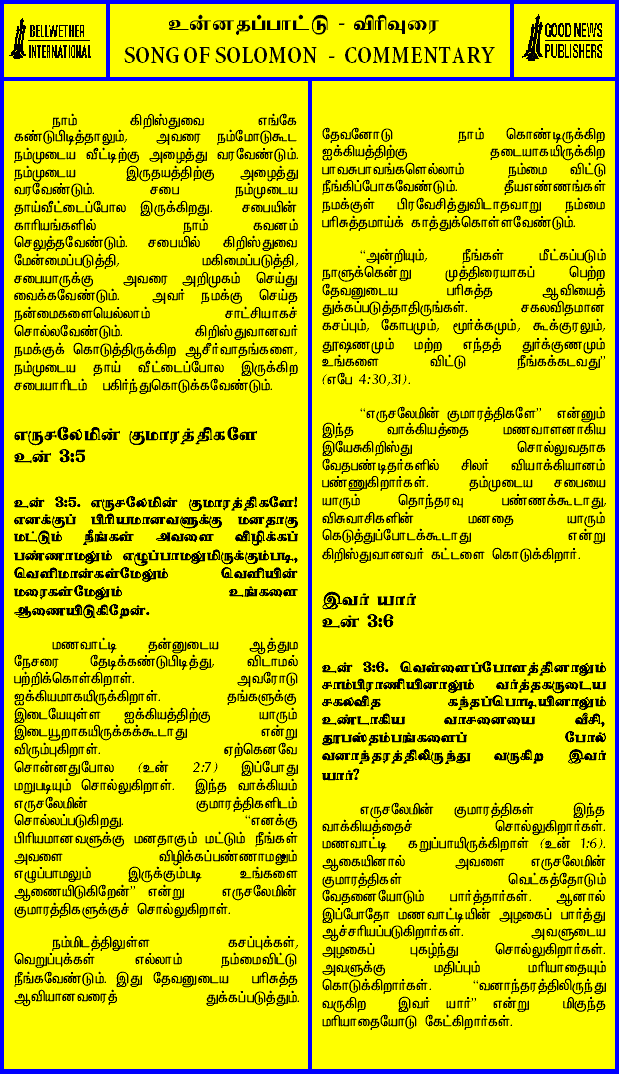 BELLWETHER
INTERNATIONAL
உன்னதப்பாட்டு - விரிவுரை
SONG OF SOLOMON - COMMENTARY
GOOD NEWS
PUBLISHERS
நாம் கிறிஸ்துவை எங்கே
கண்டுபிடித்தாலும், அவரை நம்மோடுகூட
நம்முடைய வீட்டிற்கு அழைத்து வரவேண்டும்.
நம்முடைய இருதயத்திற்கு அழைத்து
வரவேண்டும். சபை நம்முடைய
தாய்வீட்டைப்போல இருக்கிறது. சபையின்
காரியங்களில் நாம் கவனம்
செலுத்தவேண்டும். சபையில் கிறிஸ்துவை
மேன்மைப்படுத்தி, மகிமைப்படுத்தி,
சபையாருக்கு அவரை அறிமுகம் செய்து
வைக்கவேண்டும். அவர் நமக்கு செய்த
நன்மைகளையெல்லாம் சாட்சியாகச்
சொல்லவேண்டும். கிறிஸ்துவானவர்
நமக்குக் கொடுத்திருக்கிற ஆசீர்வாதங்களை,
நம்முடைய தாய் வீட்டைப்போல இருக்கிற
சபையாரிடம் பகிர்ந்துகொடுக்கவேண்டும்.
எருசலேமின் குமாரத்திகளே
உன் 3:5
உன் 3:5. எருசலேமின் குமாரத்திகளே!
எனக்குப் பிரியமானவளுக்கு மனதாகு
மட்டும் நீங்கள் அவளை விழிக்கப்
பண்ணாமலும் எழுப்பாமலுமிருக்கும்படி,
வெளிமான்கள்மேலும் வெளியின்
மரைகள்மேலும் உங்களை
ஆணையிடுகிறேன்.
மணவாட்டி தன்னுடைய ஆத்தும
நேசரை தேடிக்கண்டுபிடித்து, விடாமல்
பற்றிக்கொள்கிறாள். அவரோடு
ஐக்கியமாகயிருக்கிறாள். தங்களுக்கு
இடையேயுள்ள ஐக்கியத்திற்கு யாரும்
இடையூறாகயிருக்கக்கூடாது என்று
விரும்புகிறாள். ஏற்கெனவே
சொன்னதுபோல (உன் 2:7) இப்போது
மறுபடியும் சொல்லுகிறாள். இந்த வாக்கியம்
எருசலேமின் குமாரத்திகளிடம்
சொல்லப்படுகிறது. “எனக்கு
பிரியமானவளுக்கு மனதாகும் மட்டும் நீங்கள்
அவளை விழிக்கப்பண்ணாமலும்
எழுப்பாமலும் இருக்கும்படி உங்களை
ஆணையிடுகிறேன்” என்று எருசலேமின்
குமாரத்திகளுக்குச் சொல்லுகிறாள்.
நம்மிடத்திலுள்ள கசப்புக்கள்,
வெறுப்புக்கள் எல்லாம் நம்மைவிட்டு
நீங்கவேண்டும். இது தேவனுடைய பரிசுத்த
ஆவியானவரைத் துக்கப்படுத்தும்.
தேவனோடு நாம் கொண்டிருக்கிற
ஐக்கியத்திற்கு தடையாகயிருக்கிற
பாவசுபாவங்களெல்லாம் நம்மை விட்டு
நீங்கிப்போகவேண்டும். தீயஎண்ணங்கள்
நமக்குள் பிரவேசித்துவிடாதவாறு நம்மை
பரிசுத்தமாய்க் காத்துக்கொள்ளவேண்டும்.
“அன்றியும், நீங்கள் மீட்கப்படும்
நாளுக்கென்று முத்திரையாகப் பெற்ற
தேவனுடைய பரிசுத்த ஆவியைத்
துக்கப்படுத்தாதிருங்கள். சகலவிதமான
கசப்பும், கோபமும், மூர்க்கமும், கூக்குரலும்,
தூஷணமும் மற்ற எந்தத் துர்க்குணமும்
உங்களை விட்டு நீங்கக்கடவது”
(எபே 4:30,31).
“எருசலேமின் குமாரத்திகளே” என்னும்
இந்த வாக்கியத்தை மணவாளனாகிய
இயேசுகிறிஸ்து சொல்லுவதாக
வேதபண்டிதர்களில் சிலர் வியாக்கியானம்
பண்ணுகிறார்கள். தம்முடைய சபையை
யாரும் தொந்தரவு பண்ணக்கூடாது,
விசுவாசிகளின் மனதை யாரும்
கெடுத்துப்போடக்கூடாது என்று
கிறிஸ்துவானவர் கட்டளை கொடுக்கிறார்.
இவர் யார்
உன் 3:6
உன் 3:6. வெள்ளைப்போளத்தினாலும்
சாம்பிராணியினாலும் வர்த்தகருடைய
சகலவித கந்தப்பொடியினாலும்
உண்டாகிய வாசனையை வீசி,
தூபஸ்தம்பங்களைப் போல்
வனாந்தரத்திலிருந்து வருகிற இவர்
யார்?
எருசலேமின் குமாரத்திகள் இந்த
வாக்கியத்தைச் சொல்லுகிறார்கள்.
மணவாட்டி கறுப்பாயிருக்கிறாள் (உன் 1:6).
ஆகையினால் அவளை எருசலேமின்
குமாரத்திகள் வெட்கத்தோடும்
வேதனையோடும் பார்த்தார்கள். ஆனால்
இப்போதோ மணவாட்டியின் அழகைப் பார்த்து
ஆச்சரியப்படுகிறார்கள். அவளுடைய
அழகைப் புகழ்ந்து சொல்லுகிறார்கள்.
அவளுக்கு மதிப்பும் மரியாதையும்
கொடுக்கிறார்கள். “வனாந்தரத்திலிருந்து
வருகிற இவர் யார்” என்று மிகுந்த
மரியாதையோடு கேட்கிறார்கள்.